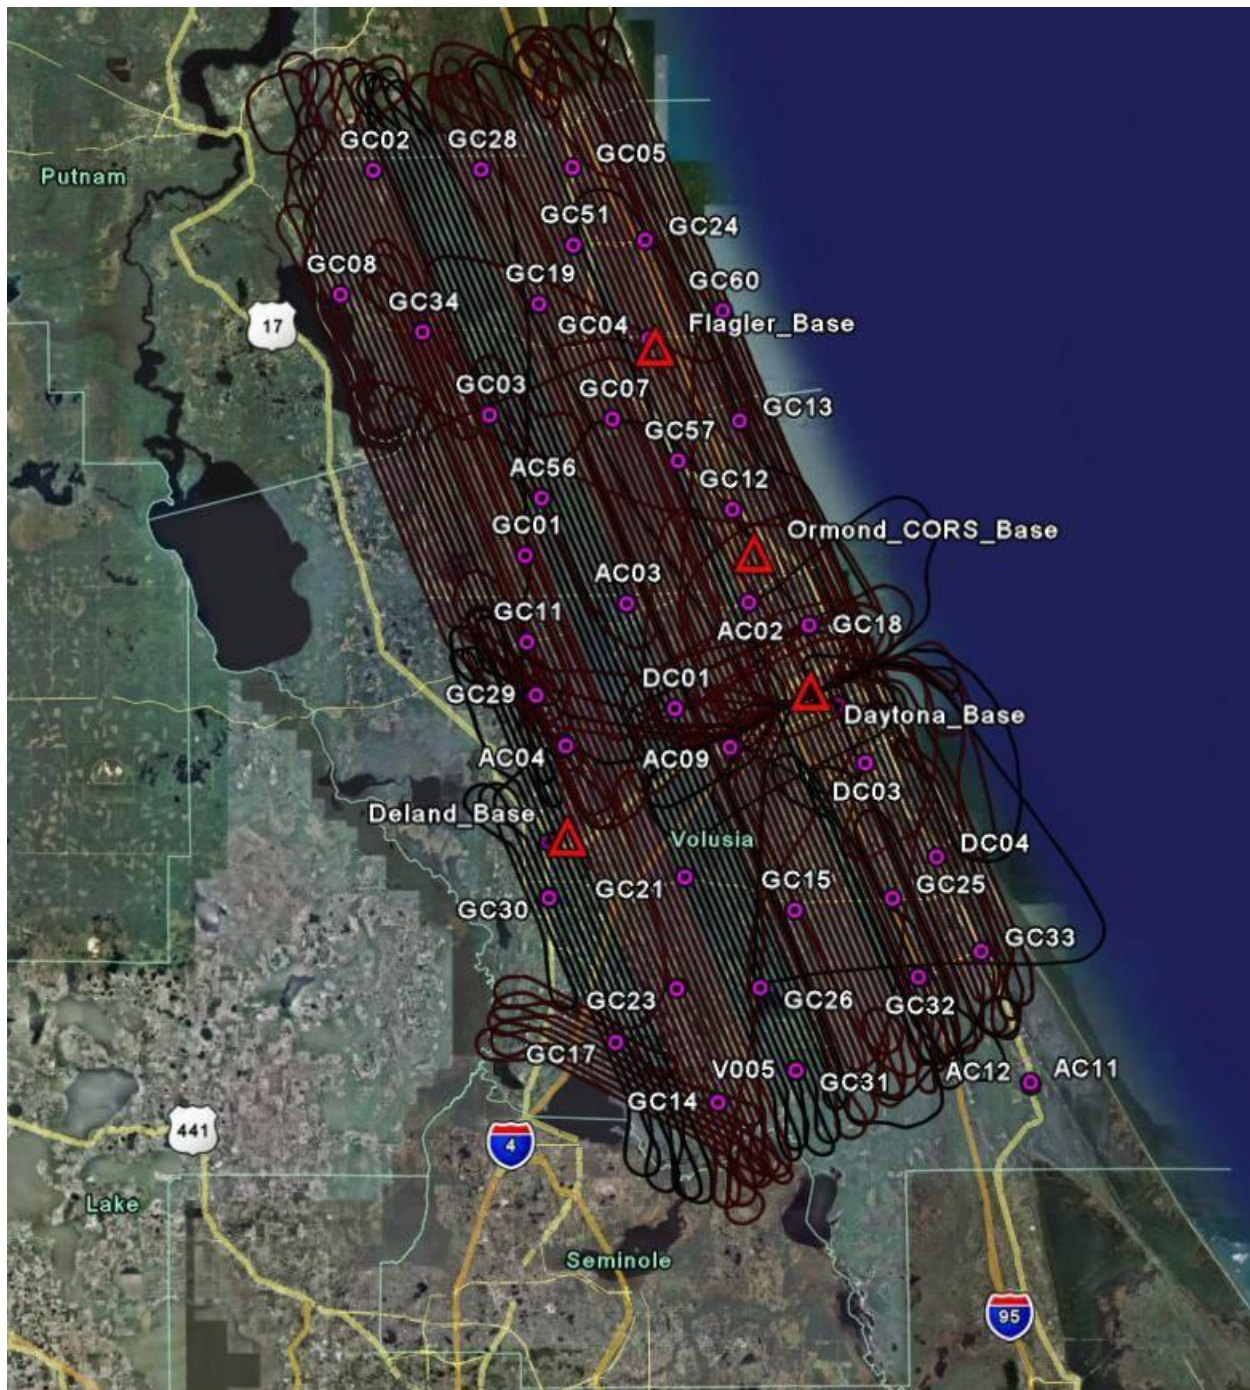 GC02
GC28
GC05
Putnam
GC51
GC24
GC08
GC19
GC60
GC34
GC04
Flagler_Base
17
GC03
GC07
GC13
GC57
AC56
GC12
GC01
Ormond_CORS_Base
AC03
GC11
AC02
GC18
DC01
GC29
Daytona_Base
AC04
AC09
DC03
Deland_Base
Volusia
DC04
GC21
GC15
GC25
GC30
GC33
GC23
GC26
GC32
GC17
V005
GC31
AC12
AC11
GC14
441
4
Lake
Seminole
95